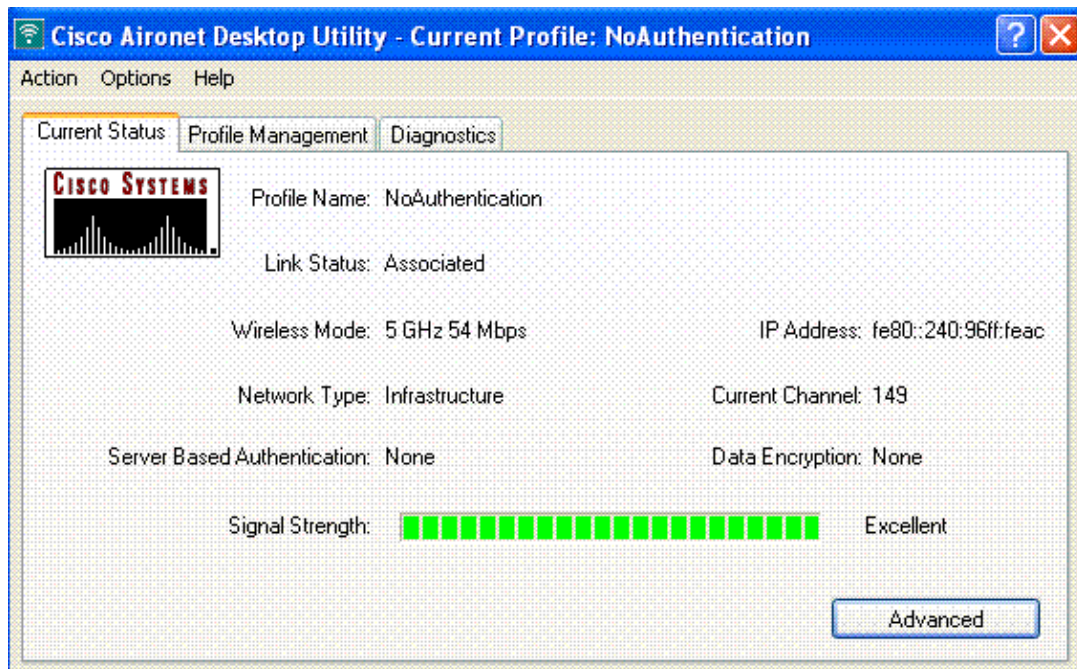 Cisco Aironet Desktop Utility - Current Profile: NoAuthentication
Action Options Help
Current Status Profile Management Diagnostics
CISCO SYSTEMS
Profile Name: NoAuthentication
Link Status: Associated
Wireless Mode: 5 GHz 54 Mbps IP Address: fe80::240:96ff:feac
Network Type: Infrastructure Current Channel: 149
Server Based Authentication: None Data Encryption: None
Signal Strength: Excellent
Advanced